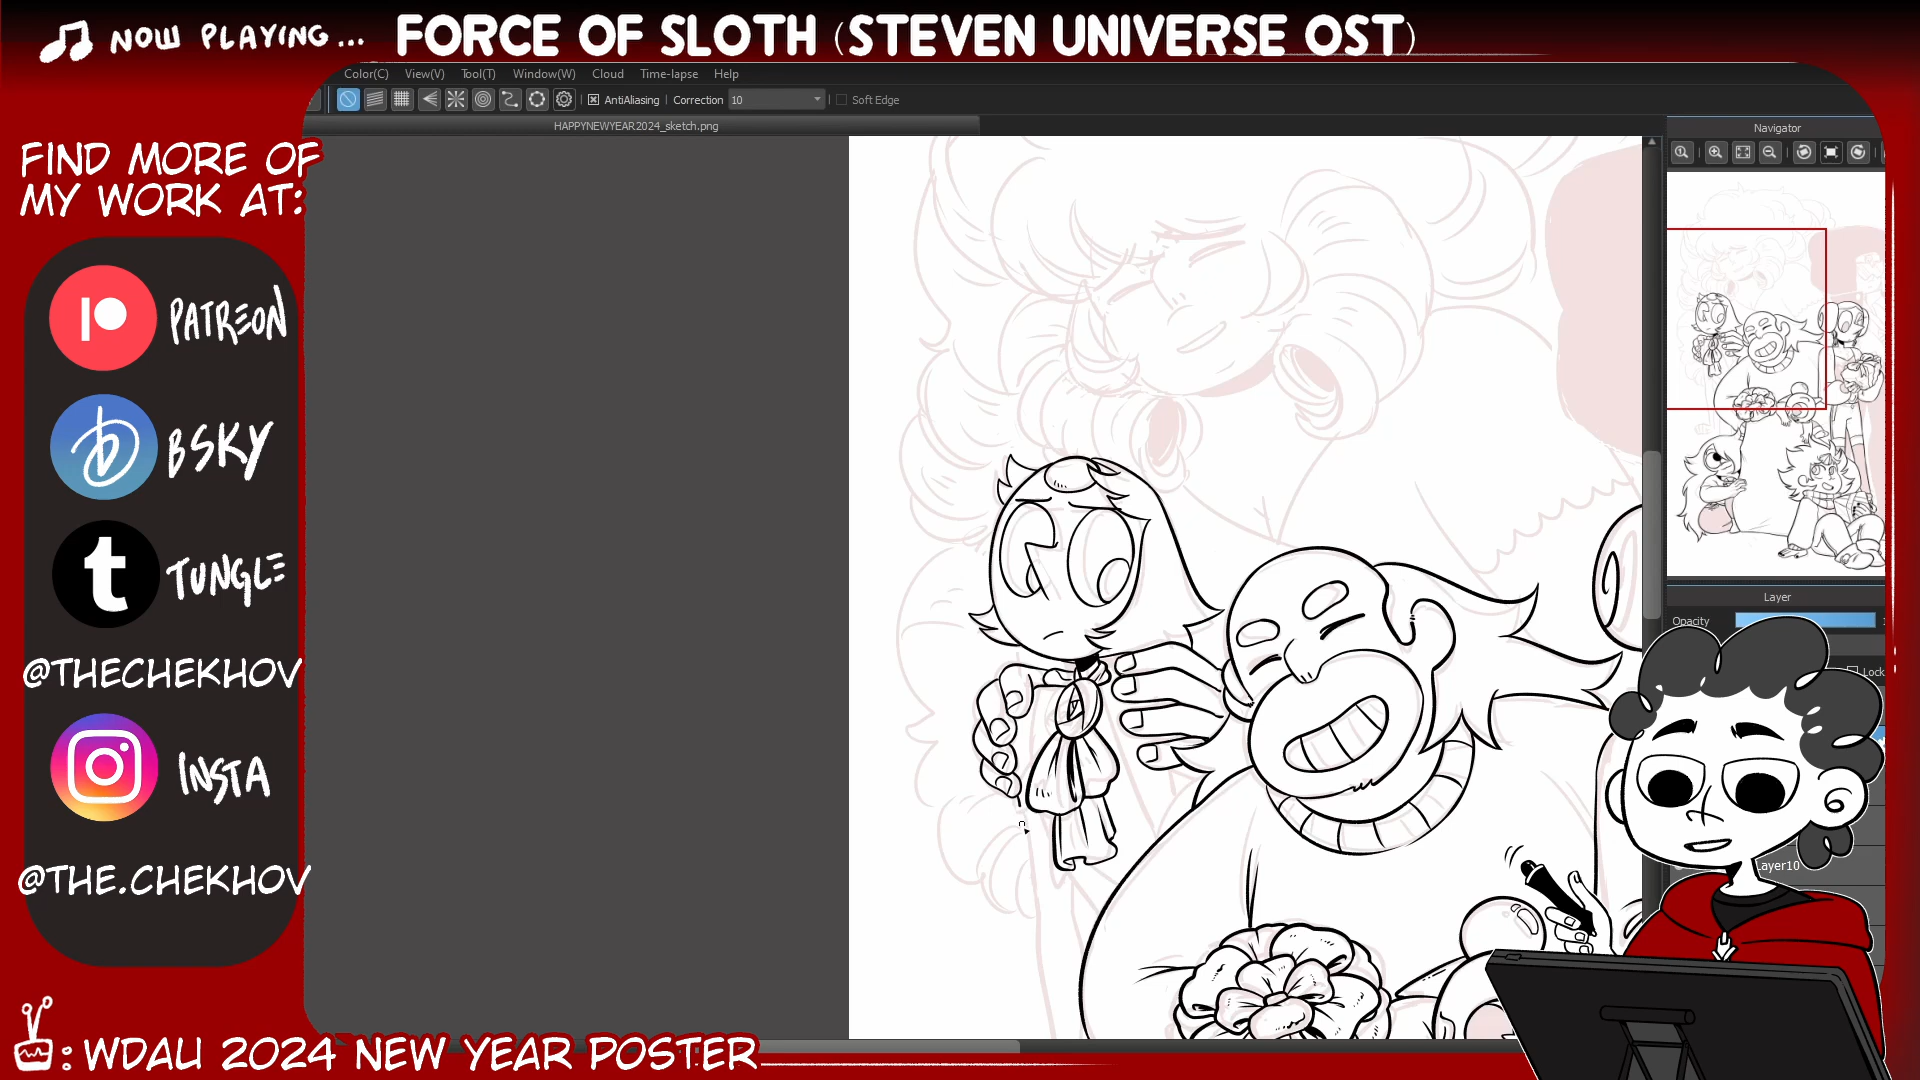 NOW PLAYING... FORCE OF SLOTH (STEVEN UNIVERSE OST)
Color(C) View(V) Tool(T) Window(W) Cloud Time-lapse Help
AntiAliasing Correction 10 Soft Edge
HAPPYNEWYEAR2024_sketch.png
Navigator
FIND MORE OF
MY WORK AT:
PATREON
BSKY
TUNGLE
@THECHEKHOV
INSTA
@THE.CHEKHOV
Layer
Opacity
Lock
Layer10
: WDAU 2024 NEW YEAR POSTER